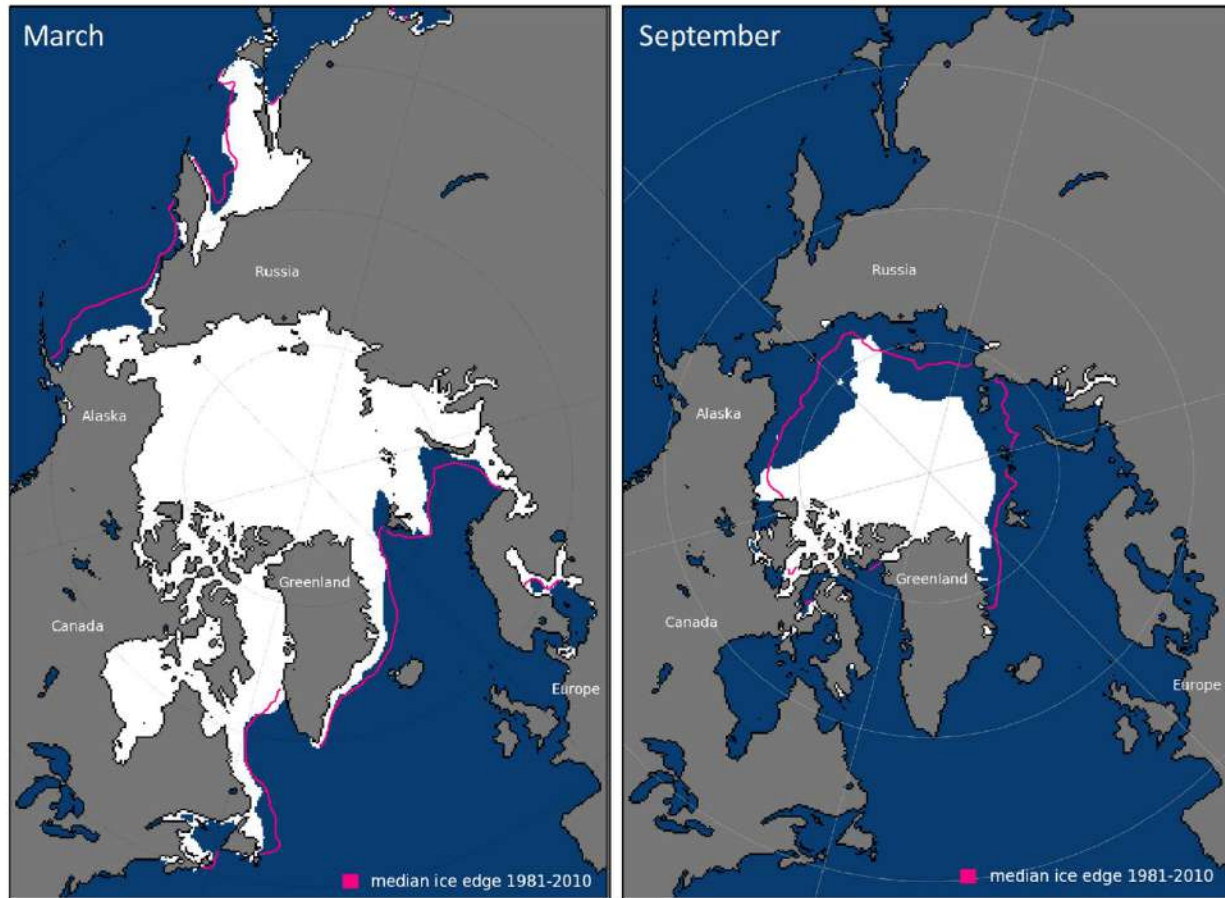 March
Russia
Alaska
Greenland
Canada
Europe
median ice edge 1981-2010
September
Russia
Alaska
Greenland
Canada
Europe
median ice edge 1981-2010